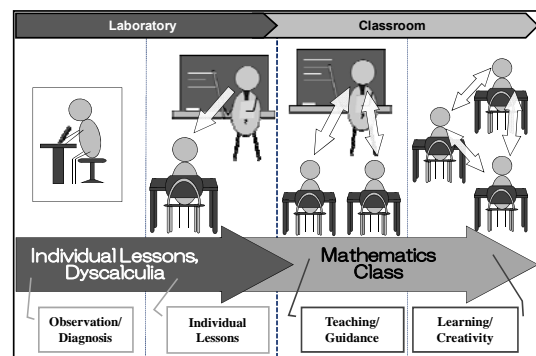 Laboratory
Classroom
Individual Lessons,
Dyscalculia
Mathematics
Class
Observation/
Diagnosis
Individual
Lessons
Teaching/
Guidance
Learning/
Creativity